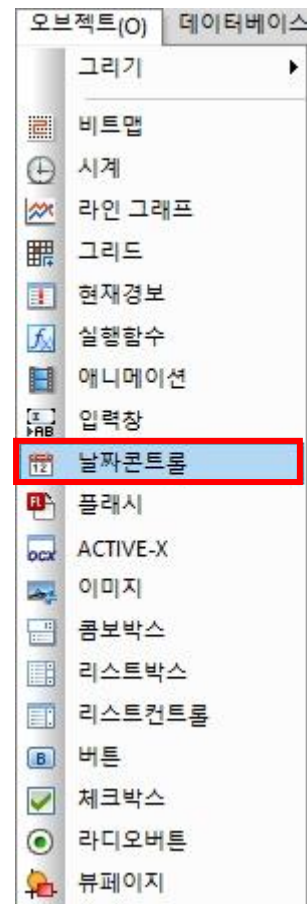 오브젝트(O) 데이터베이스
그리기
비트맵
시계
라인 그래프
그리드
현재경보
실행함수
애니메이션
입력창
날짜콘트롤
플래시
ACTIVE-X
이미지
콤보박스
리스트박스
리스트컨트롤
버튼
체크박스
라디오버튼
뷰페이지